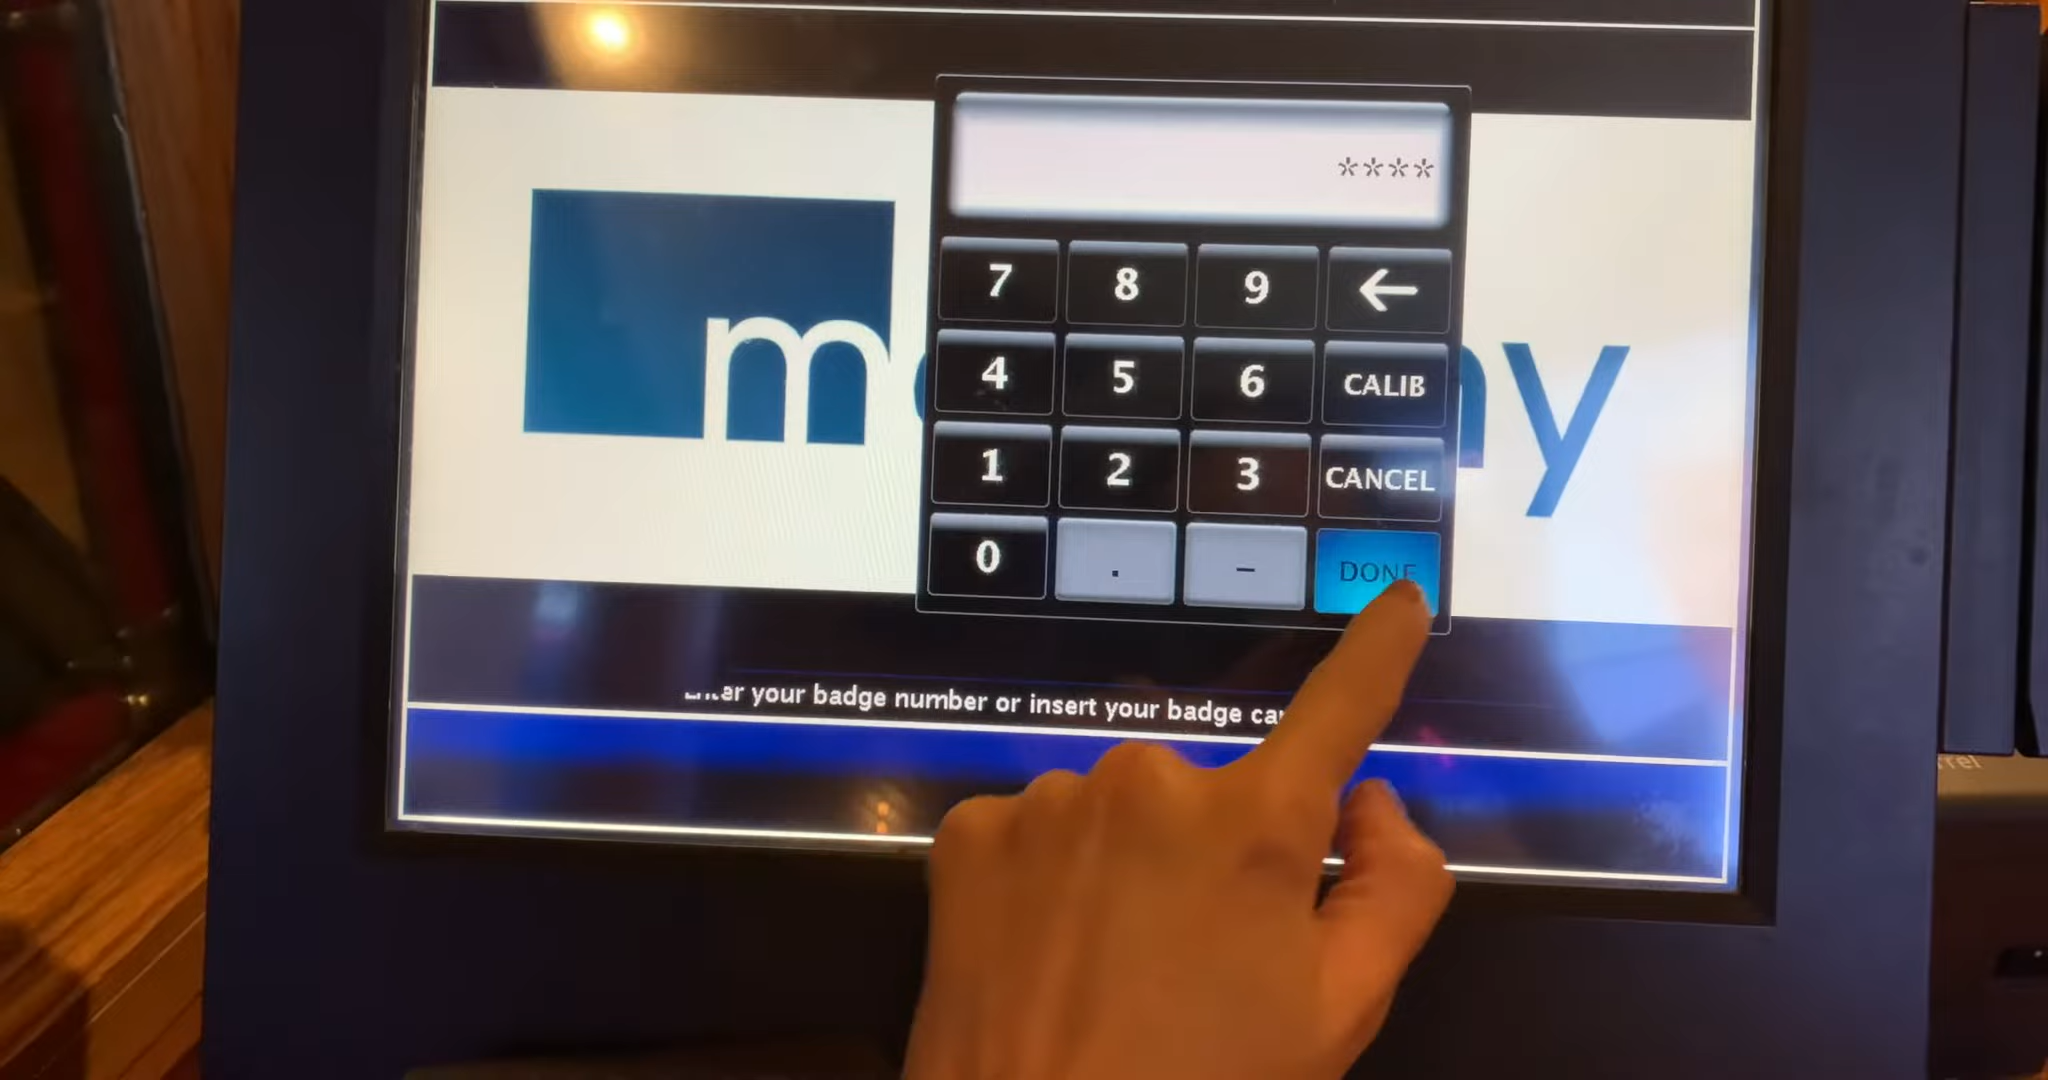 ****
7 8 9 ←
4 5 6 CALIB
1 2 3 CANCEL
0 . - DONE
m y
your badge number or insert your badge